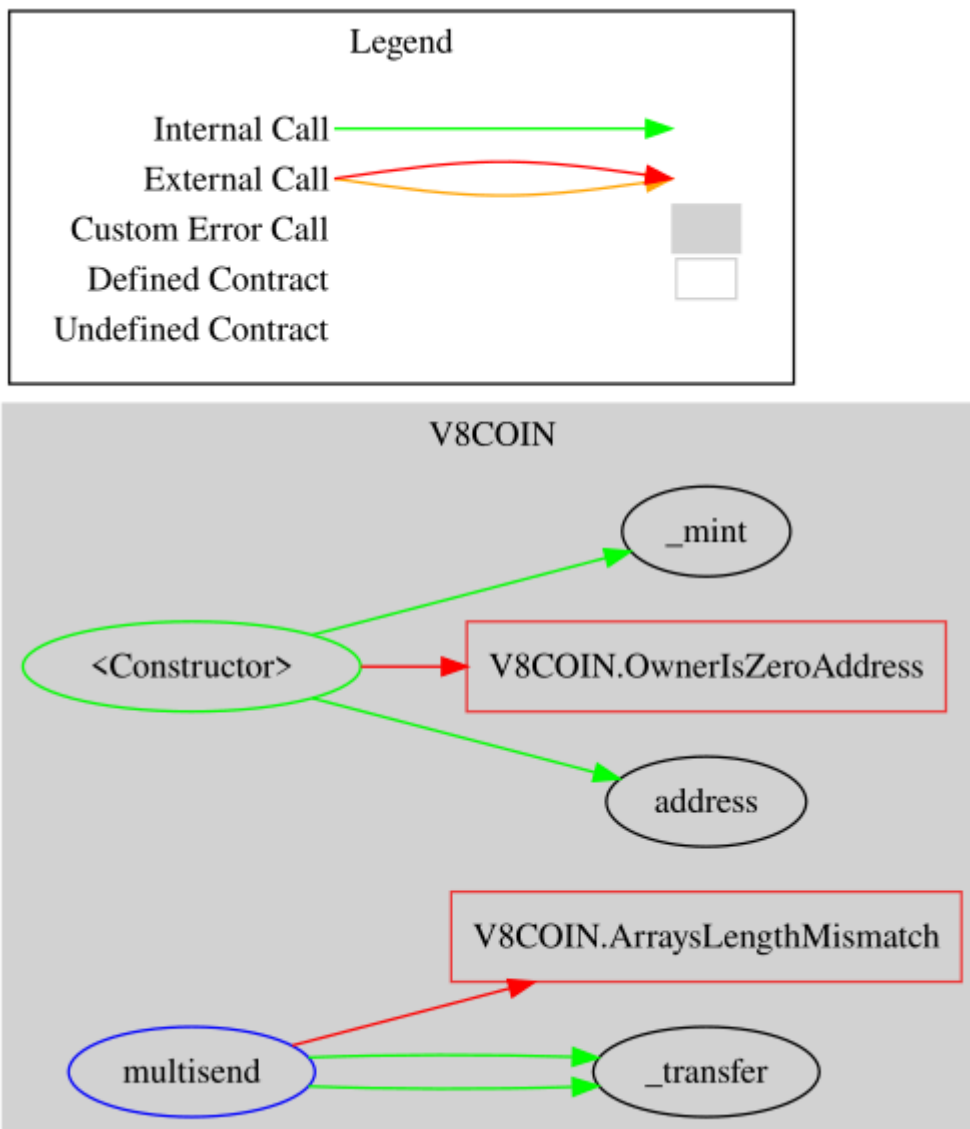 Legend
Internal Call
External Call
Custom Error Call
Defined Contract
Undefined Contract
V8COIN
_mint
<Constructor>
V8COIN.OwnerIsZeroAddress
address
V8COIN.ArraysLengthMismatch
multisend
_transfer